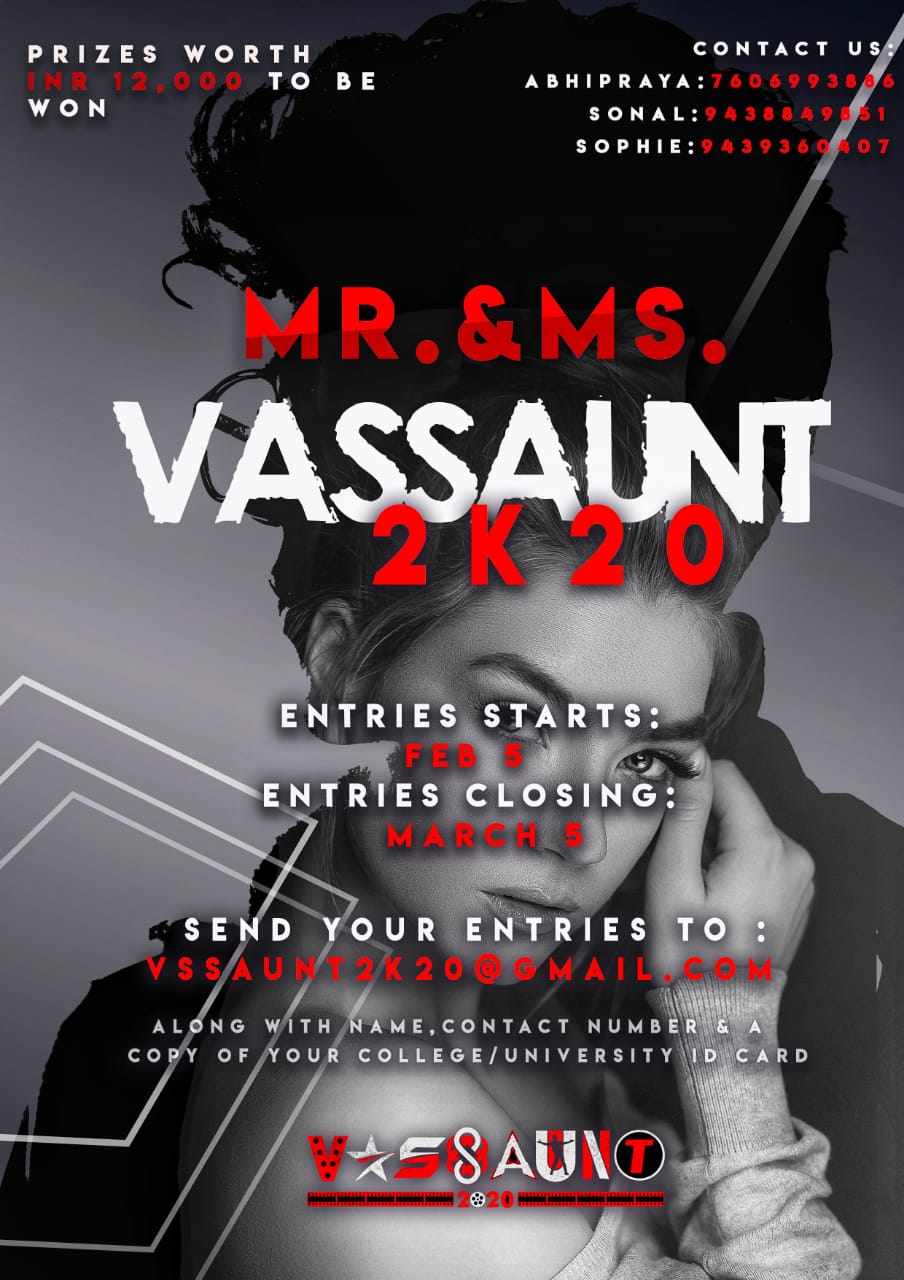 PRIZES WORTH
INR 12,000 TO BE
WON
CONTACT US:
ABHIPRAYA:7606993886
SONAL:9438849851
SOPHIE:9439360407
MR.&MS.
VASSAUNT
2K20
ENTRIES STARTS:
FEB 5
ENTRIES CLOSING:
MARCH 5
SEND YOUR ENTRIES TO :
VSSAUNT2K20@GMAIL.COM
ALONG WITH NAME,CONTACT NUMBER & A
COPY OF YOUR COLLEGE/UNIVERSITY ID CARD
VASSAUNT
2020